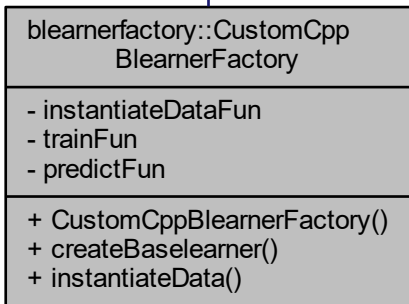 blearnerfactory::CustomCpp
BlearnerFactory
- instantiateDataFun
- trainFun
- predictFun
+ CustomCppBlearnerFactory()
+ createBaselearner()
+ instantiateData()